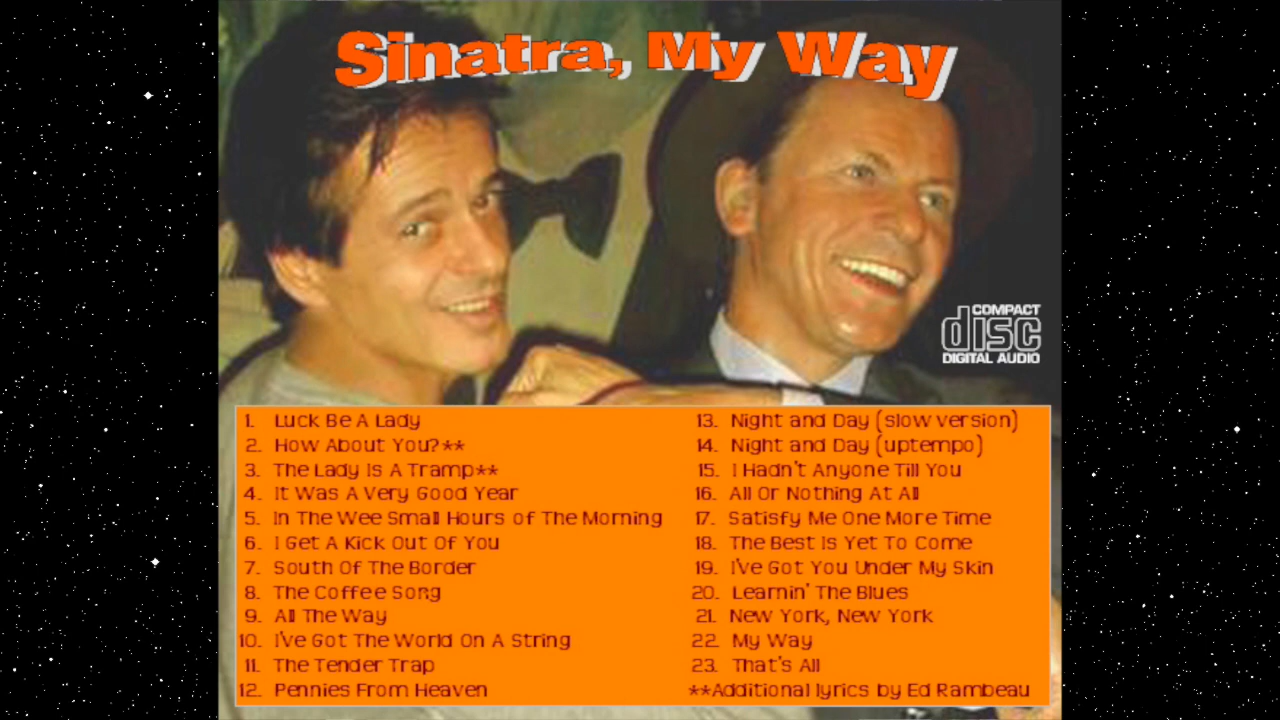 Sinatra, My Way
COMPACT
disc
DIGITAL AUDIO
1. Luck Be A Lady
2. How About You?**
3. The Lady Is A Tramp**
4. It Was A Very Good Year
5. In The Wee Small Hours of The Morning
6. I Get A Kick Out Of You
7. South Of The Border
8. The Coffee Song
9. All The Way
10. I've Got The World On A String
11. The Tender Trap
12. Pennies From Heaven
13. Night and Day (slow version)
14. Night and Day (uptempo)
15. I Hadn't Anyone Till You
16. All Or Nothing At All
17. Satisfy Me One More Time
18. The Best Is Yet To Come
19. I've Got You Under My Skin
20. Learnin' The Blues
21. New York, New York
22. My Way
23. That's All
**Additional lyrics by Ed Rambeau